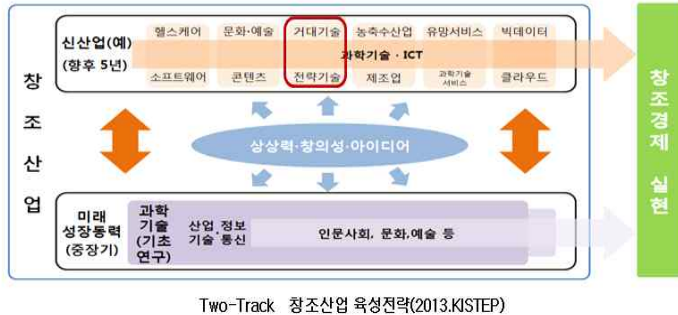 신산업(예)
(향후 5년)
헬스케어 문화·예술 거대기술 농축수산업 유망서비스 빅데이터
과학기술·ICT
소프트웨어 콘텐츠 전략기술 제조업 과학기술
서비스 클라우드
창조산업
상상력·창의성·아이디어
창조경제 실현
미래
성장동력
(중장기)
과학
기술
(기초
연구)
산업·정보
기술·통신
인문사회, 문화,예술 등
Two-Track 창조산업 육성전략(2013.KISTEP)